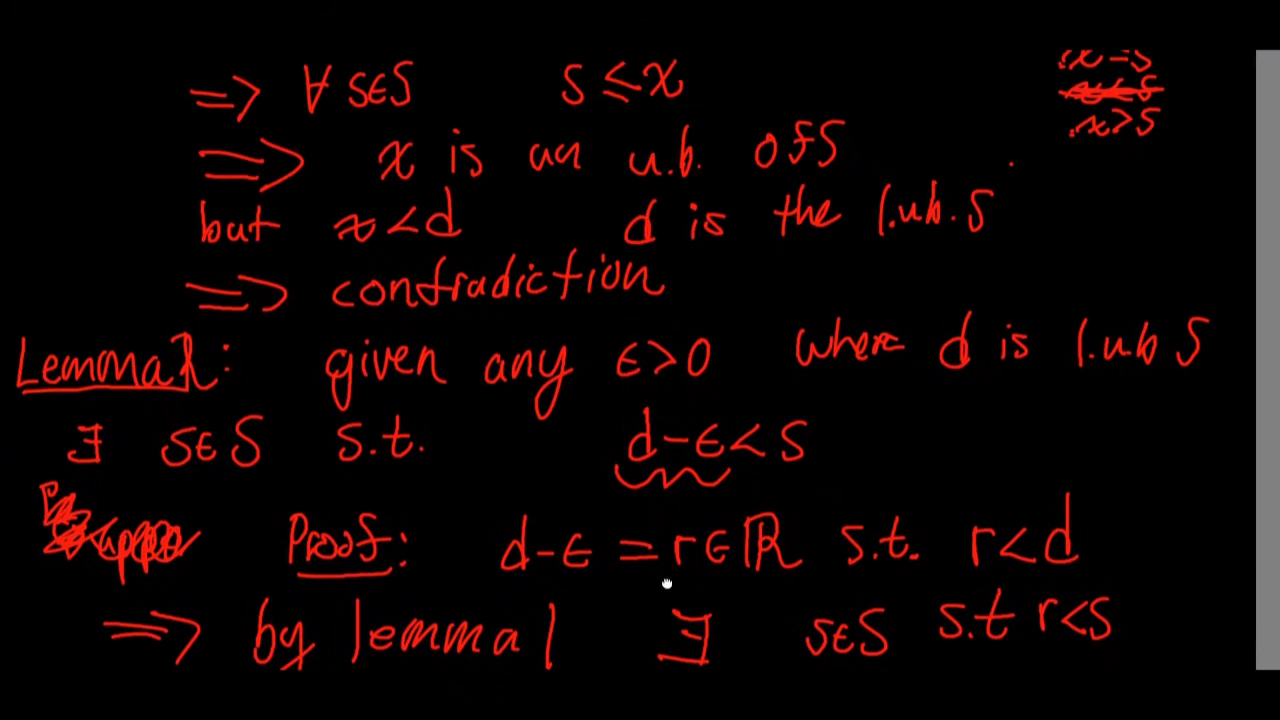 ⇒ ∀ s∈S s ≤ x
x = s
x > s
⇒ x is an u.b. of S
but x < d d is the l.u.b. S
⇒ contradiction
Lemma2: given any ε>0 where d is l.u.b S
∃ s∈S s.t. d-ε < s
Proof: d-ε = r∈ℝ s.t. r<d
⇒ by lemma1 ∃ s∈S s.t r<s